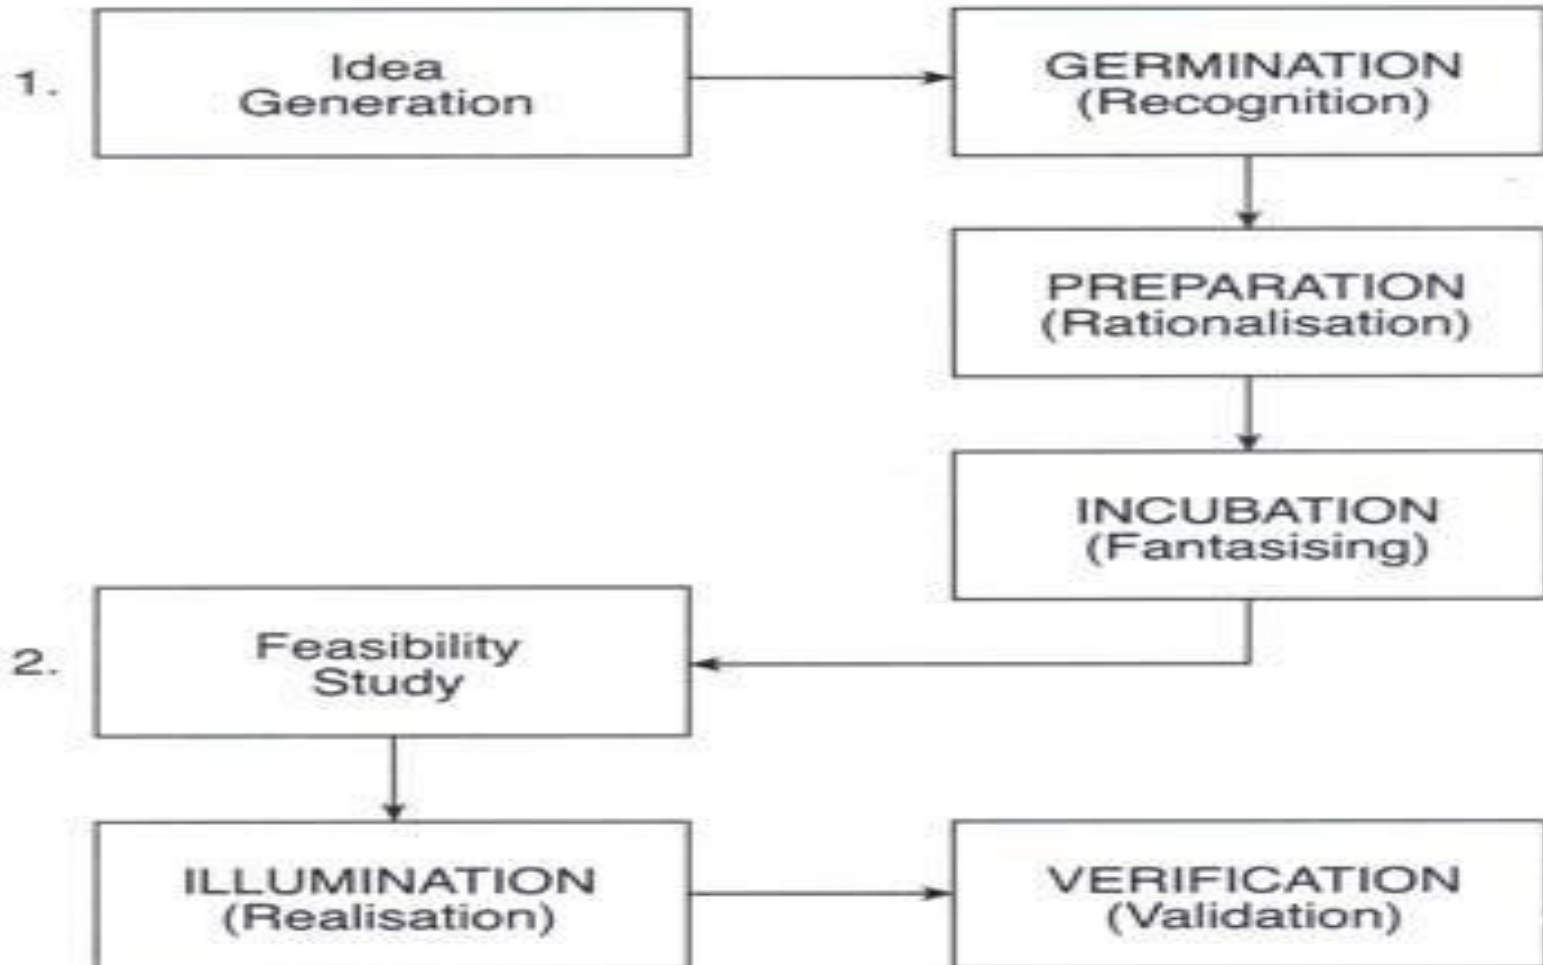 1.
Idea
Generation
GERMINATION
(Recognition)
PREPARATION
(Rationalisation)
INCUBATION
(Fantasising)
2.
Feasibility
Study
ILLUMINATION
(Realisation)
VERIFICATION
(Validation)